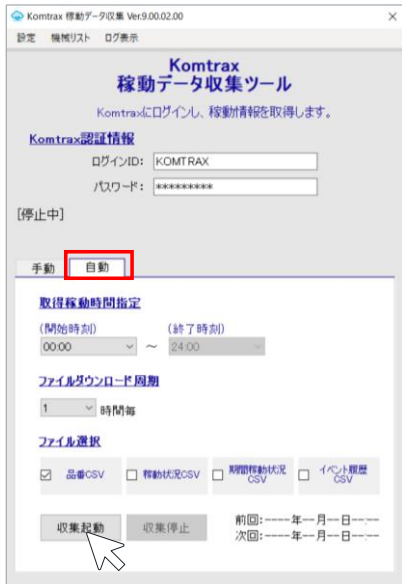 Komtrax 稼動データ収集 Ver.9.00.02.00
設定 機械リスト ログ表示
Komtrax
稼動データ収集ツール
Komtraxにログインし、稼動情報を取得します。
Komtrax認証情報
ログインID: KOMTRAX
パスワード: *********
[停止中]
手動 自動
取得稼動時間指定
(開始時刻) (終了時刻)
00:00 ～ 24:00
ファイルダウンロード周期
1 時間毎
ファイル選択
品番CSV 稼動状況CSV 期間稼動状況CSV イベント履歴CSV
収集起動 収集停止 前回:----年--月--日--:--
次回:----年--月--日--:--